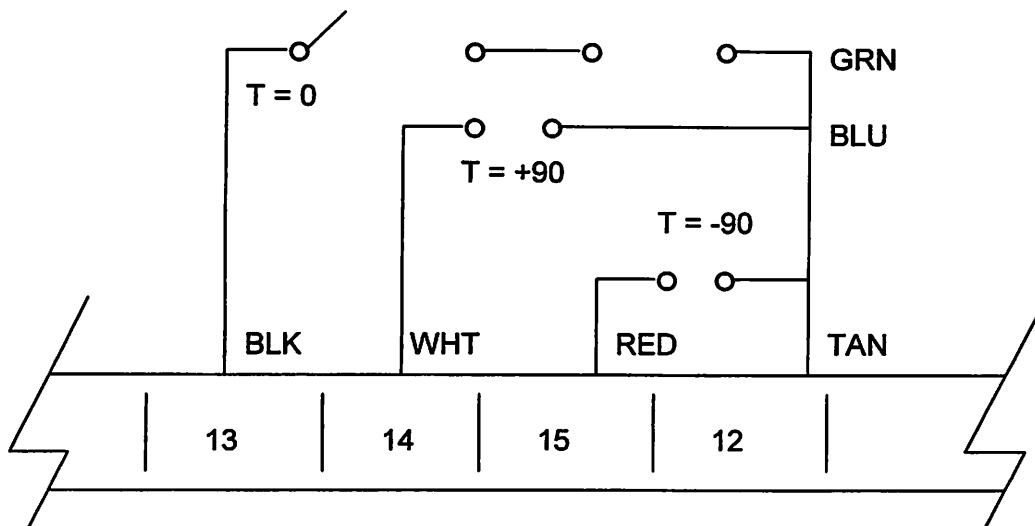 GRN
T = 0
BLU
T = +90
T = -90
BLK WHT RED TAN
13 14 15 12